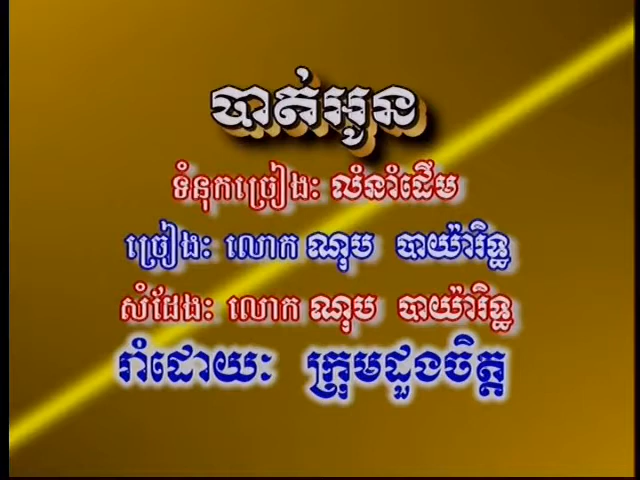 បាត់អូន
ទំនុកច្រៀងៈ លំនាំដើម
ច្រៀងៈ លោក ណុប បាយ៉ារិទ្ធ
សំដែងៈ លោក ណុប បាយ៉ារិទ្ធ
រាំដោយៈ ក្រុមដួងចិត្ត